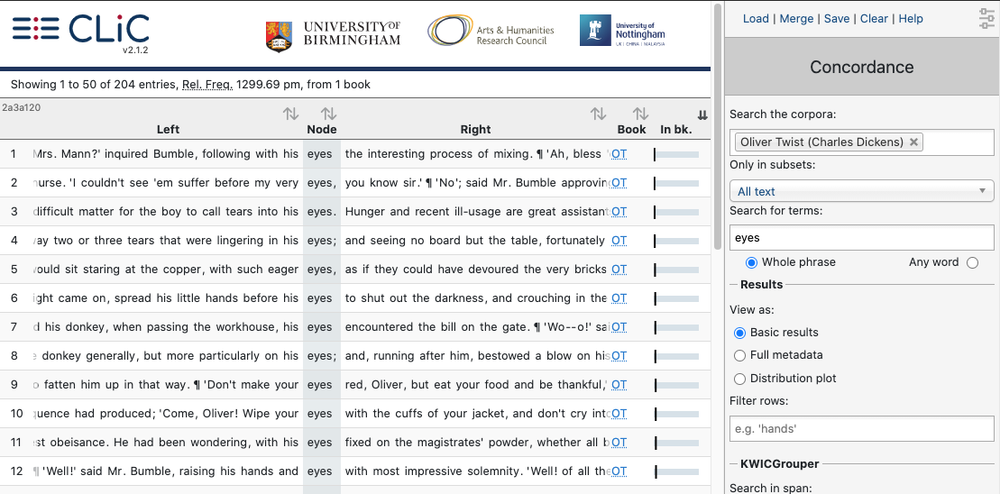 CLiC
v2.1.2
UNIVERSITY OF
BIRMINGHAM
Arts & Humanities
Research Council
University of
Nottingham
UK | CHINA | MALAYSIA
Load | Merge | Save | Clear | Help
Concordance
Showing 1 to 50 of 204 entries, Rel. Freq. 1299.69 pm, from 1 book
2a3a120
Left Node Right Book In bk.
1 Mrs. Mann?' inquired Bumble, following with his eyes the interesting process of mixing. ¶ 'Ah, bless OT
2 'I couldn't see 'em suffer before my very eyes, you know sir.' ¶ 'No'; said Mr. Bumble OT
3 difficult matter for the boy to call tears into his eyes. Hunger and recent ill-usage are great OT
4 two or three tears that were lingering in his eyes; and seeing no board but the table, fortunately OT
5 would sit staring at the copper, with such eager eyes, as if they could have devoured the very bricks OT
6 came on, spread his little hands before his eyes to shut out the darkness, and crouching in the OT
7 his donkey, when passing the workhouse, his eyes encountered the bill on the gate. ¶ 'Wo--o!' OT
8 donkey generally, but more particularly on his eyes; and, running after him, bestowed a blow on his OT
9 fatten him up in that way. ¶ 'Don't make your eyes red, Oliver, but eat your food and be thankful,' OT
10 had produced; 'Come, Oliver! Wipe your eyes with the cuffs of your jacket, and don't cry OT
11 obeisance. He had been wondering, with his eyes fixed on the magistrates' powder, whether all OT
12 ¶ 'Well!' said Mr. Bumble, raising his hands and eyes with most impressive solemnity. 'Well! of all OT
Search the corpora:
Oliver Twist (Charles Dickens) ×
Only in subsets:
All text
Search for terms:
eyes
Whole phrase Any word
Results
View as:
Basic results
Full metadata
Distribution plot
Filter rows:
e.g. 'hands'
KWICGrouper
Search in span: